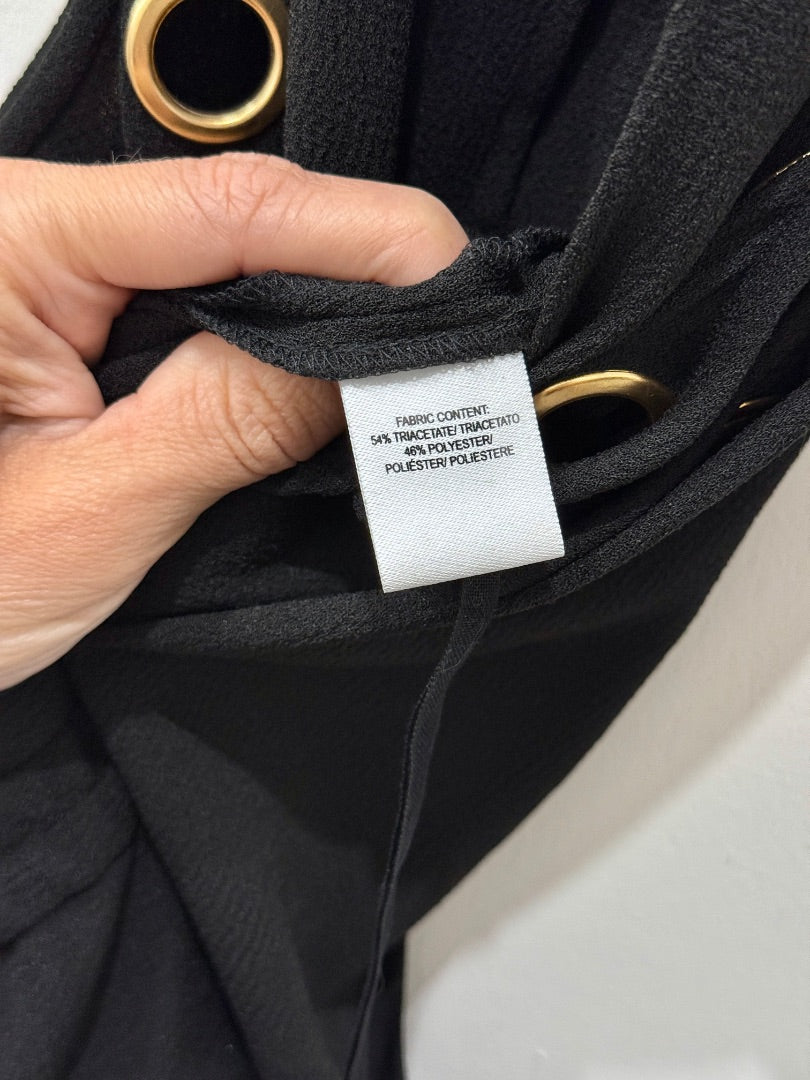 FABRIC CONTENT:
54% TRIACETATE/ TRIACETATO
46% POLYESTER/
POLIÉSTER/ POLIESTERE